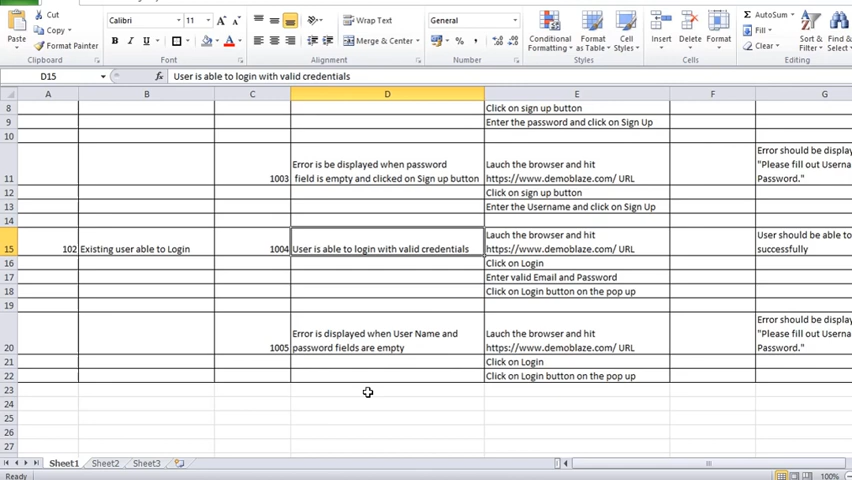 Cut
Calibri 11 A A Wrap Text General AutoSum
Copy
Fill
Paste Format Painter B I U A Merge & Center $ % , Conditional Format Cell Insert Delete Format Sort & Find &
Formatting as Table Styles Clear Filter Select
Clipboard Font Alignment Number Styles Cells Editing
D15 fx User is able to login with valid credentials
A B C D E F G
8 Click on sign up button
9 Enter the password and click on Sign Up
10
Error should be display
Error is be displayed when password Lauch the browser and hit "Please fill out Userna
11 1003 field is empty and clicked on Sign up button https://www.demoblaze.com/ URL Password."
12 Click on sign up button
13 Enter the Username and click on Sign Up
14
Lauch the browser and hit User should be able to
15 102 Existing user able to Login 1004 User is able to login with valid credentials https://www.demoblaze.com/ URL successfully
16 Click on Login
17 Enter valid Email and Password
18 Click on Login button on the pop up
19
Error should be display
Error is displayed when User Name and Lauch the browser and hit "Please fill out Userna
20 1005 password fields are empty https://www.demoblaze.com/ URL Password."
21 Click on Login
22 Click on Login button on the pop up
23
24
25
26
27
Sheet1 Sheet2 Sheet3
Ready 100%